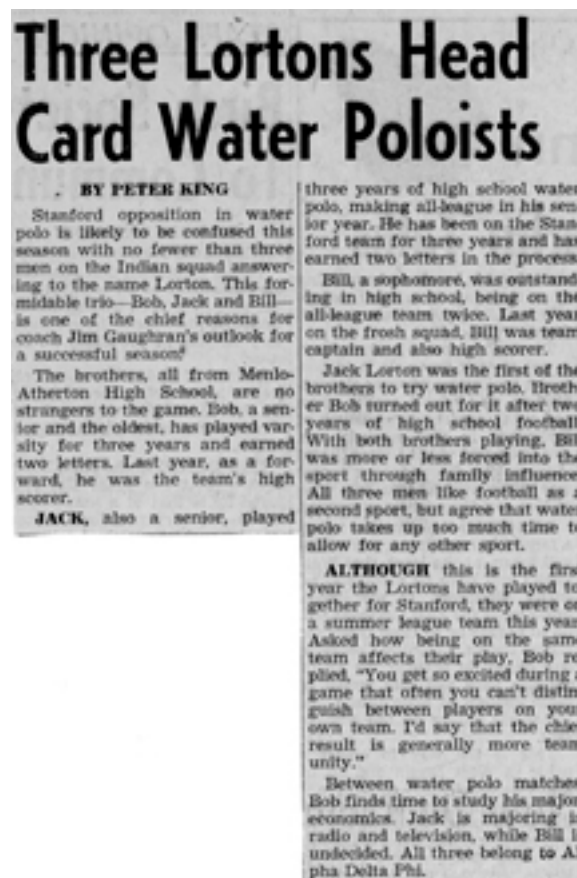 Three Lortons Head
Card Water Poloists
BY PETER KING
Stanford opposition in water
polo is likely to be confused this
season with no fewer than three
men on the Indian squad answer-
ing to the name Lorton. This for-
midable trio—Bob, Jack and Bill—
is one of the chief reasons for
coach Jim Gaughran's outlook for
a successful season.
The brothers, all from Menlo-
Atherton High School, are no
strangers to the game. Bob, a sen-
ior and the oldest, has played var-
sity for three years and earned
two letters. Last year, as a for-
ward, he was the team's high
scorer.
JACK, also a senior, played
three years of high school water
polo, making all-league in his sen-
ior year. He has been on the Stan
ford team for three years and has
earned two letters in the process
Bill, a sophomore, was outstand
ing in high school, being on the
all-league team twice. Last year
on the frosh squad, Bill was team
captain and also high scorer.
Jack Lorton was the first of the
brothers to try water polo. Broth
er Bob turned out for it after two
years of high school football
With both brothers playing, Bill
was more or less forced into the
sport through family influence
All three men like football as a
second sport, but agree that water
polo takes up too much time to
allow for any other sport.
ALTHOUGH this is the firs
year the Lortons have played to
gether for Stanford, they were on
a summer league team this year
Asked how being on the same
team affects their play, Bob re
plied, "You get so excited during a
game that often you can't distin
guish between players on your
own team. I'd say that the chief
result is generally more team
unity."
Between water polo matches
Bob finds time to study his major
economics. Jack is majoring in
radio and television, while Bill is
undecided. All three belong to Al
pha Delta Phi.